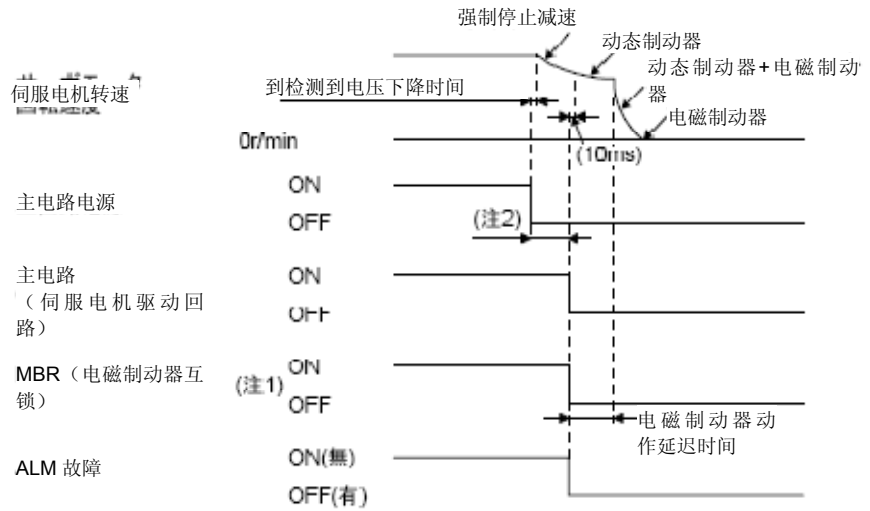 强制停止减速
动态制动器
动态制动器+电磁制动
器
伺服电机转速
到检测到电压下降时间
电磁制动器
0r/min
(10ms)
主电路电源
ON
OFF
(注2)
主电路
（伺服电机驱动回
路）
ON
OFF
MBR（电磁制动器互
锁）
(注1)
ON
OFF
电磁制动器动
作延迟时间
ALM 故障
ON(無)
OFF(有)